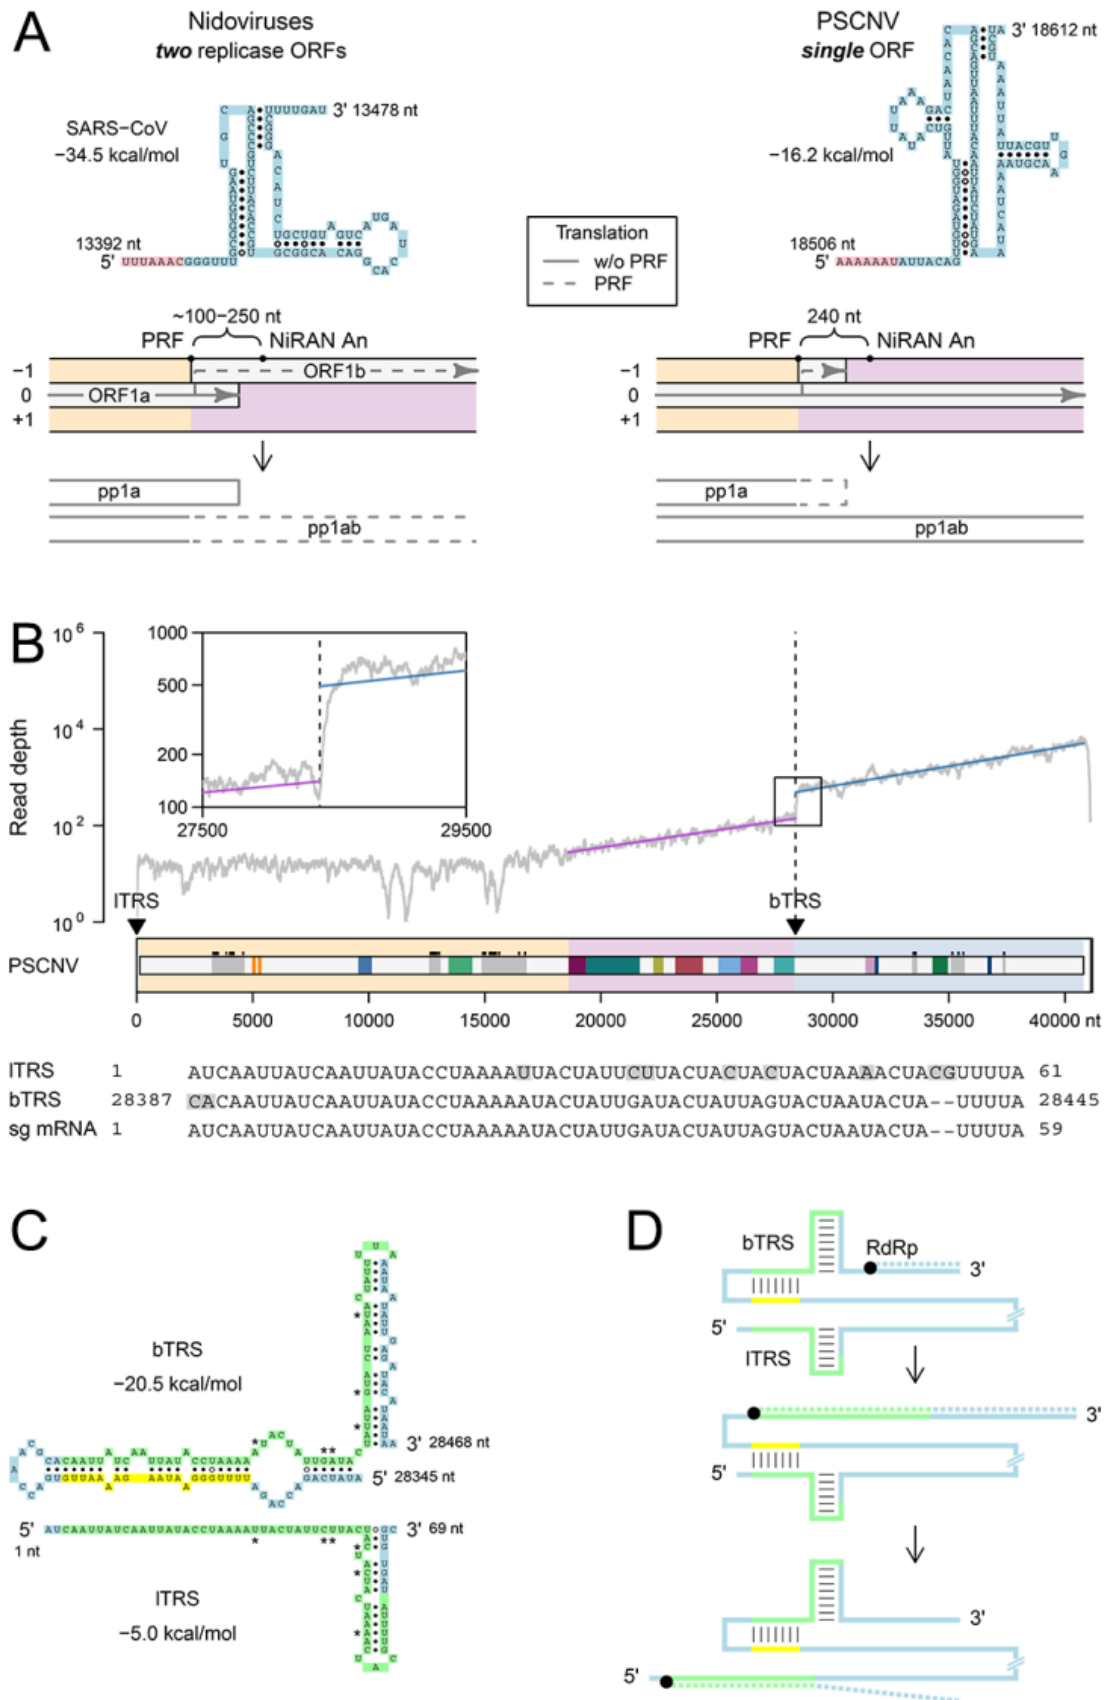 A
Nidoviruses
two replicase ORFs
PSCNV
single ORF
SARS−CoV
−34.5 kcal/mol
3' 13478 nt
13392 nt
5' UUUAAACGGGUUU
−16.2 kcal/mol
3' 18612 nt
18506 nt
5' AAAAAAUAUUACAG
Translation
w/o PRF
PRF
~100−250 nt
PRF
NiRAN An
−1
ORF1b
0
ORF1a
+1
pp1a
pp1ab
240 nt
PRF
NiRAN An
−1
0
+1
pp1a
pp1ab
B
Read depth
10^6
10^4
10^2
10^0
1000
500
200
100
27500
29500
lTRS
bTRS
PSCNV
0 5000 10000 15000 20000 25000 30000 35000 40000 nt
lTRS 1 AUCAAUUAUCAAUUAUACCUAAAAUUACUAUUCUUACUACUACUACUAAACUACGUUUUA 61
bTRS 28387 CACAAUUAUCAAUUAUACCUAAAAAUACUAUUGAUACUAUUAGUACUAAUACUA--UUUUA 28445
sg mRNA 1 AUCAAUUAUCAAUUAUACCUAAAAAUACUAUUGAUACUAUUAGUACUAAUACUA--UUUUA 59
C
bTRS
−20.5 kcal/mol
3' 28468 nt
5' 28345 nt
5'
1 nt
AUCAAUUAUCAAUUAUACCUAAAAUUACUAUUCUUAC
3' 69 nt
lTRS
−5.0 kcal/mol
D
bTRS
RdRp
3'
5'
lTRS
3'
5'
3'
5'